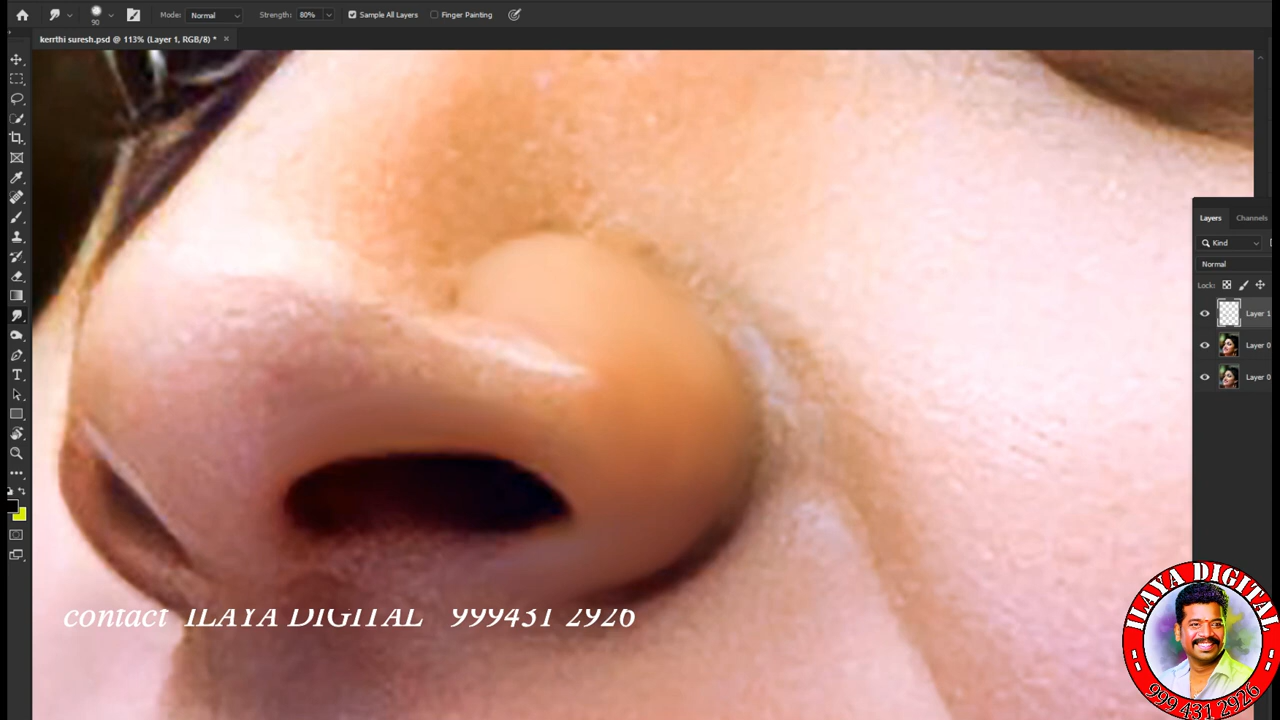 Mode: Normal Strength: 80% Sample All Layers Finger Painting
90
kerrthi suresh.psd @ 113% (Layer 1, RGB/8) * ×
Layers Channels
Kind
Normal
Lock:
Layer 1
Layer 0
Layer 0
contact ILAYA DIGITAL 999431 2926
ILAYA DIGITAL
999 431 2926